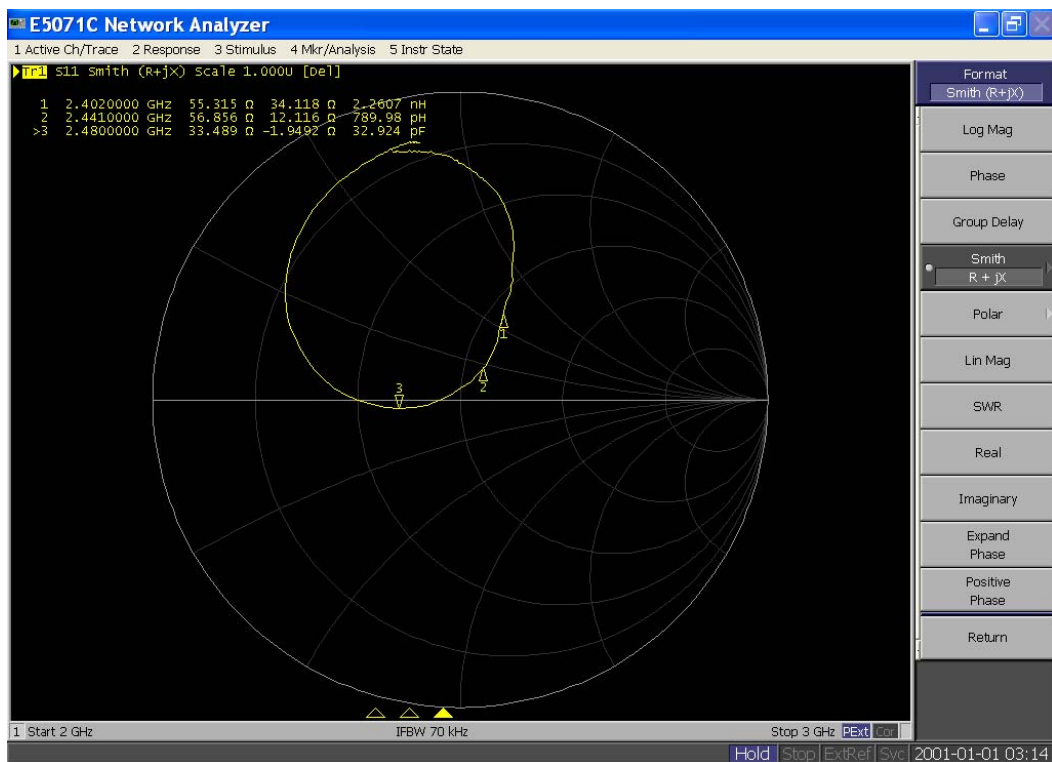 E5071C Network Analyzer
1 Active Ch/Trace 2 Response 3 Stimulus 4 Mkr/Analysis 5 Instr State
Tr1 S11 Smith (R+jX) Scale 1.000U [Del]
1 2.4020000 GHz 55.315 Ω 34.118 Ω 2.2607 nH
2 2.4410000 GHz 56.856 Ω 12.116 Ω 789.98 pH
>3 2.4800000 GHz 33.489 Ω -1.9492 Ω 32.924 pF
1
2
3
Format
Smith (R+jX)
Log Mag
Phase
Group Delay
Smith
R + jX
Polar
Lin Mag
SWR
Real
Imaginary
Expand
Phase
Positive
Phase
Return
1 Start 2 GHz IFBW 70 kHz Stop 3 GHz PExt Cor
Hold Stop ExtRef Svc 2001-01-01 03:14